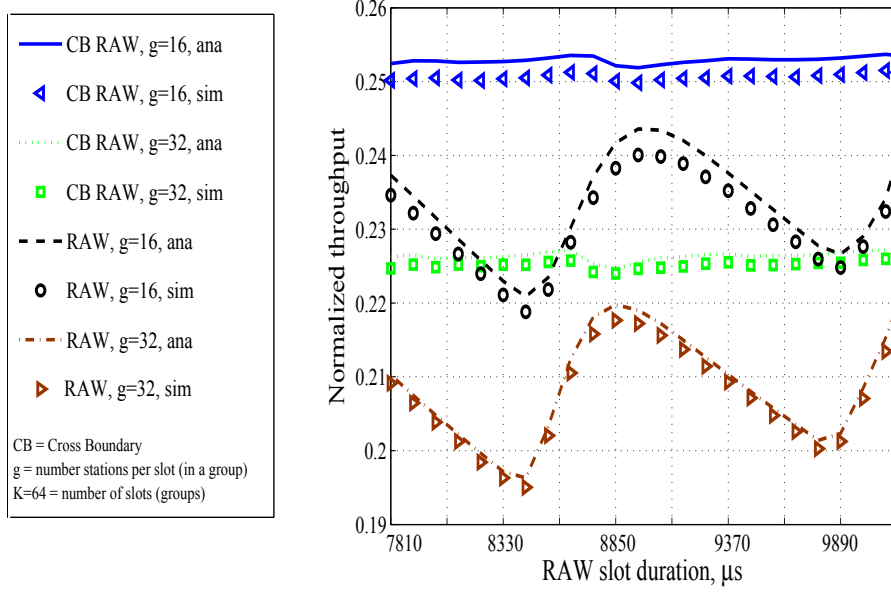 CB RAW, g=16, ana
CB RAW, g=16, sim
CB RAW, g=32, ana
CB RAW, g=32, sim
RAW, g=16, ana
RAW, g=16, sim
RAW, g=32, ana
RAW, g=32, sim
CB = Cross Boundary
g = number stations per slot (in a group)
K=64 = number of slots (groups)
Normalized throughput
0.26
0.25
0.24
0.23
0.22
0.21
0.2
0.19
7810 8330 8850 9370 9890
RAW slot duration, μs